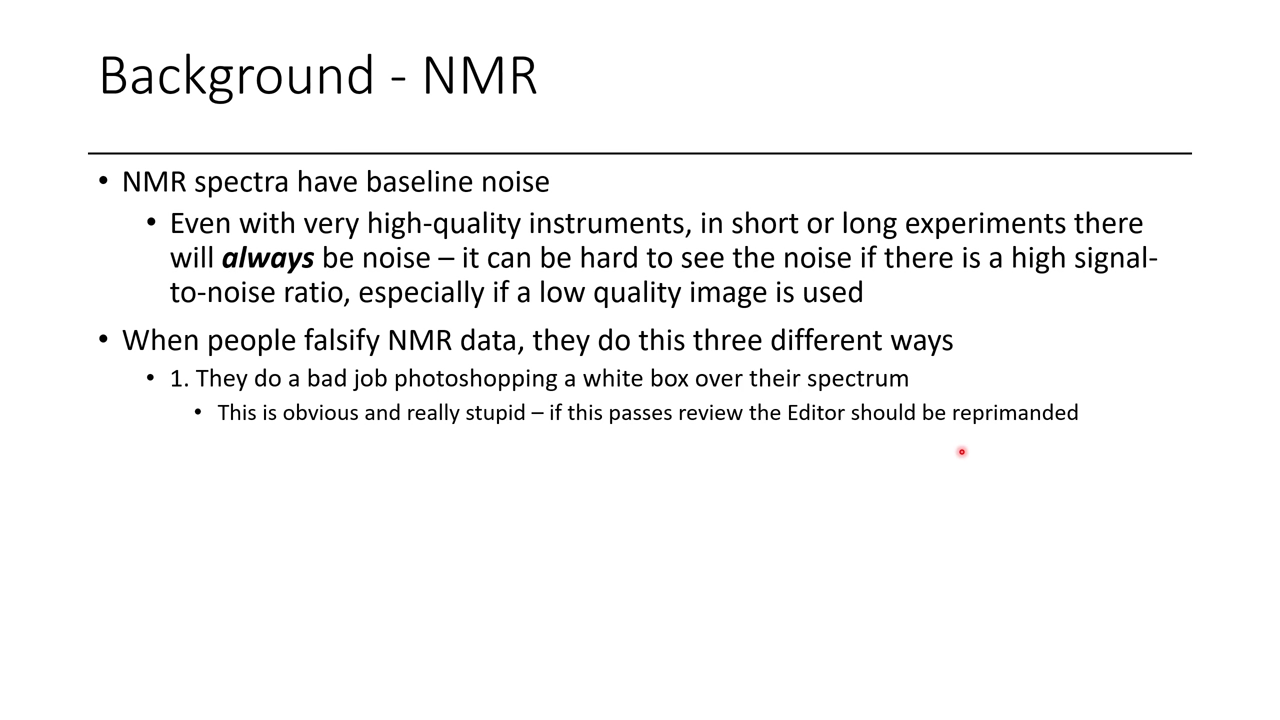 Background - NMR
• NMR spectra have baseline noise
• Even with very high-quality instruments, in short or long experiments there
will always be noise – it can be hard to see the noise if there is a high signal-
to-noise ratio, especially if a low quality image is used
• When people falsify NMR data, they do this three different ways
• 1. They do a bad job photoshopping a white box over their spectrum
• This is obvious and really stupid – if this passes review the Editor should be reprimanded